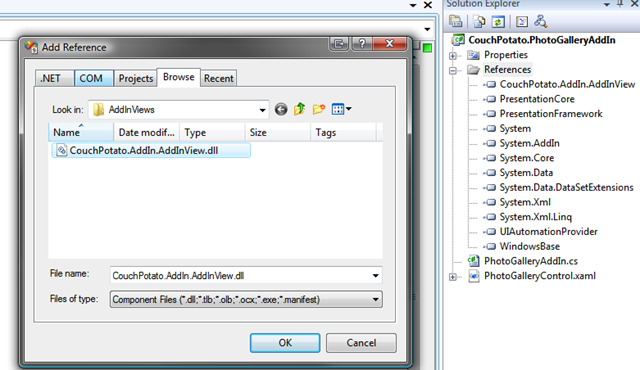 Add Reference
.NET COM Projects Browse Recent
Look in: AddInViews
Name Date modif... Type Size Tags
CouchPotato.AddIn.AddInView.dll
File name: CouchPotato.AddIn.AddInView.dll
Files of type: Component Files (*.dll;*.tlb;*.olb;*.ocx;*.exe;*.manifest)
OK Cancel
Solution Explorer
CouchPotato.PhotoGalleryAddIn
Properties
References
CouchPotato.AddIn.AddInView
PresentationCore
PresentationFramework
System
System.AddIn
System.Core
System.Data
System.Data.DataSetExtensions
System.Xml
System.Xml.Linq
UIAutomationProvider
WindowsBase
PhotoGalleryAddIn.cs
PhotoGalleryControl.xaml